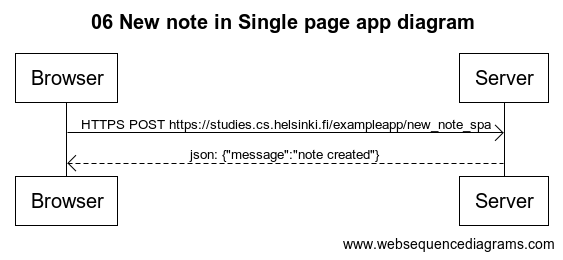 06 New note in Single page app diagram
Browser Server
HTTPS POST https://studies.cs.helsinki.fi/exampleapp/new_note_spa
json: {"message":"note created"}
Browser Server
www.websequencediagrams.com